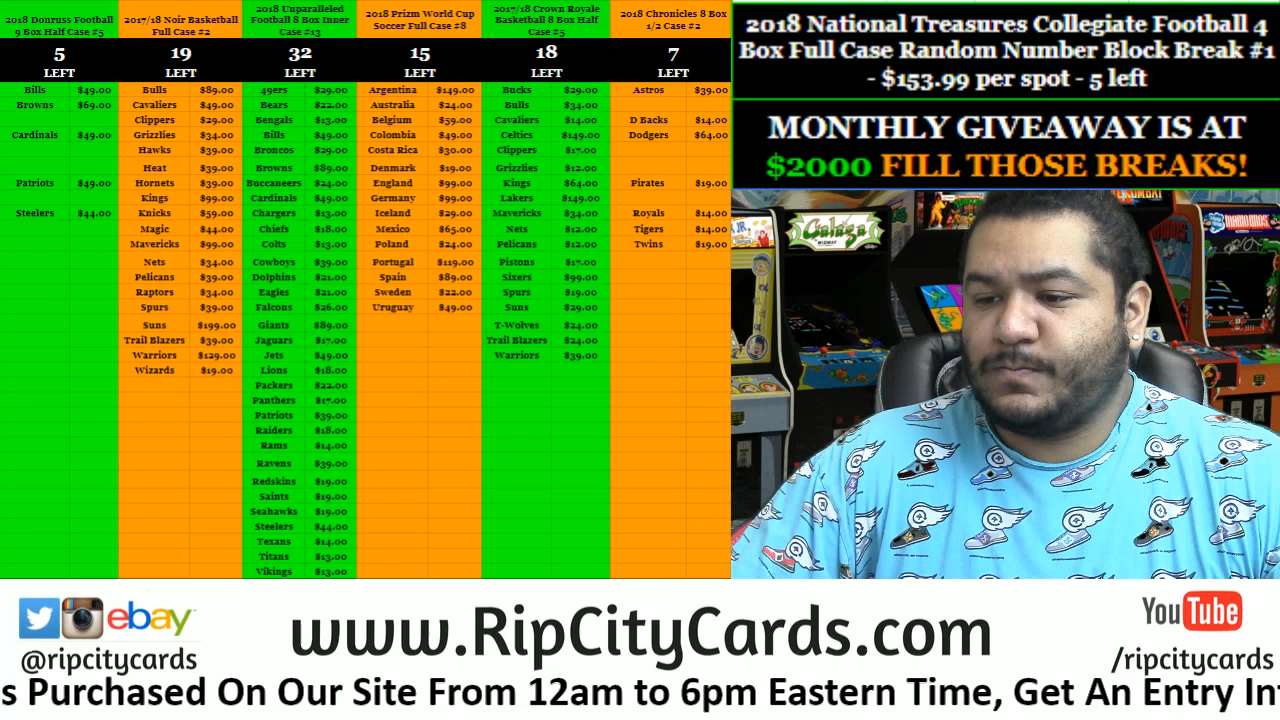 2018 Donruss Football
9 Box Half Case #5
5
LEFT
Bills $49.00
Browns $69.00
Cardinals $49.00
Patriots $49.00
Steelers $44.00
2017/18 Noir Basketball
Full Case #2
19
LEFT
Bulls $89.00
Cavaliers $49.00
Clippers $29.00
Grizzlies $34.00
Hawks $39.00
Heat $39.00
Hornets $39.00
Kings $99.00
Knicks $59.00
Magic $44.00
Mavericks $99.00
Nets $34.00
Pelicans $39.00
Raptors $34.00
Spurs $39.00
Suns $199.00
Trail Blazers $39.00
Warriors $129.00
Wizards $19.00
2018 Unparalleled
Football 8 Box Inner
Case #13
32
LEFT
49ers $29.00
Bears $22.00
Bengals $13.00
Bills $49.00
Broncos $29.00
Browns $89.00
Buccaneers $24.00
Cardinals $49.00
Chargers $13.00
Chiefs $18.00
Colts $13.00
Cowboys $39.00
Dolphins $21.00
Eagles $21.00
Falcons $26.00
Giants $89.00
Jaguars $17.00
Jets $49.00
Lions $18.00
Packers $22.00
Panthers $17.00
Patriots $39.00
Raiders $18.00
Rams $14.00
Ravens $39.00
Redskins $19.00
Saints $19.00
Seahawks $19.00
Steelers $44.00
Texans $14.00
Titans $13.00
Vikings $13.00
2018 Prizm World Cup
Soccer Full Case #8
15
LEFT
Argentina $149.00
Australia $24.00
Belgium $59.00
Colombia $49.00
Costa Rica $30.00
Denmark $19.00
England $99.00
Germany $99.00
Iceland $29.00
Mexico $65.00
Poland $24.00
Portugal $119.00
Spain $89.00
Sweden $22.00
Uruguay $49.00
2017/18 Crown Royale
Basketball 8 Box Half
Case #5
18
LEFT
Bucks $29.00
Bulls $34.00
Cavaliers $14.00
Celtics $149.00
Clippers $17.00
Grizzlies $12.00
Kings $64.00
Lakers $149.00
Mavericks $34.00
Nets $12.00
Pelicans $12.00
Pistons $17.00
Sixers $99.00
Spurs $19.00
Suns $29.00
T-Wolves $24.00
Trail Blazers $24.00
Warriors $39.00
2018 Chronicles 8 Box
1/2 Case #2
7
LEFT
Astros $39.00
D Backs $14.00
Dodgers $64.00
Pirates $19.00
Royals $14.00
Tigers $14.00
Twins $19.00
2018 National Treasures Collegiate Football 4
Box Full Case Random Number Block Break #1
- $153.99 per spot - 5 left
MONTHLY GIVEAWAY IS AT
$2000 FILL THOSE BREAKS!
Galaga
MIDWAY
ebay
@ripcitycards
www.RipCityCards.com
YouTube
/ripcitycards
s Purchased On Our Site From 12am to 6pm Eastern Time, Get An Entry In